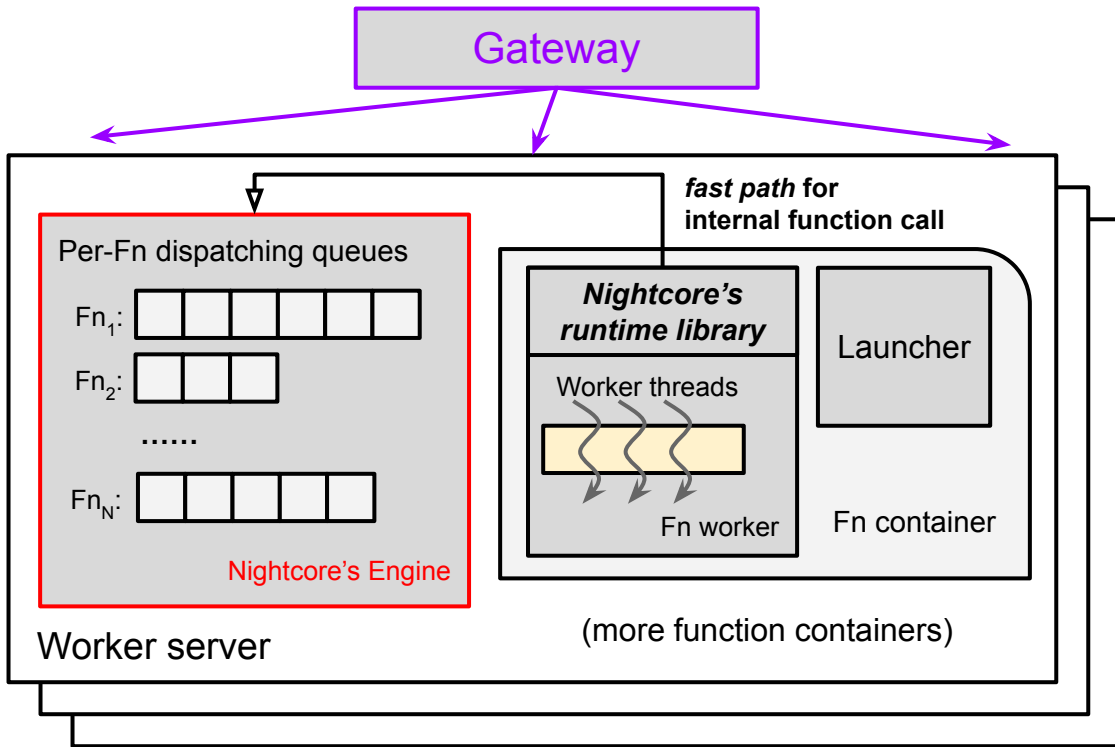 Gateway
fast path for
internal function call
Per-Fn dispatching queues
Fn₁:
Fn₂:
......
Fn_N:
Nightcore's Engine
Nightcore's
runtime library
Worker threads
Fn worker
Launcher
Fn container
(more function containers)
Worker server